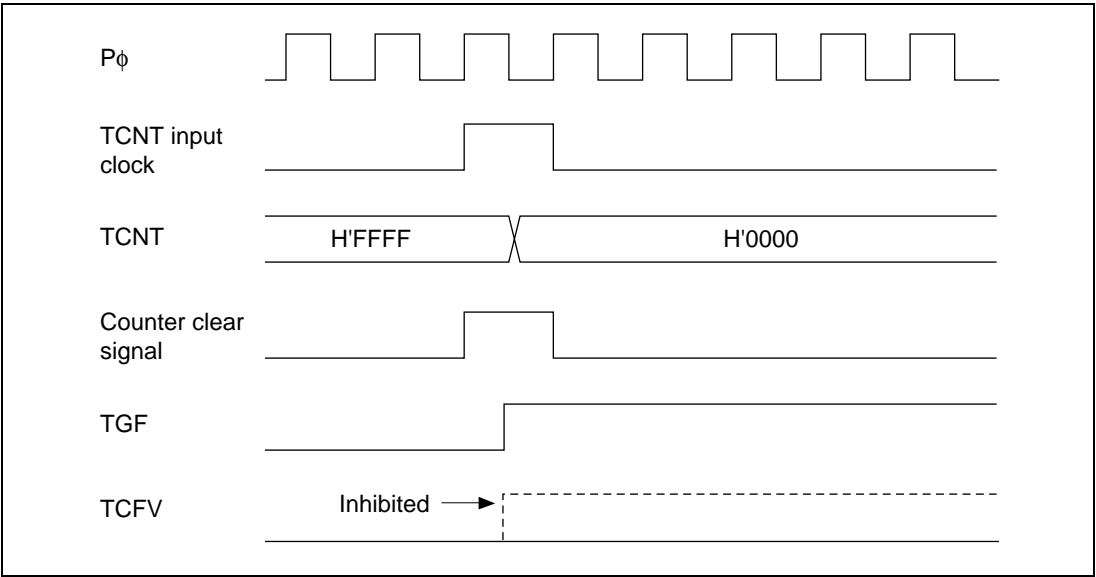 Pφ
TCNT input
clock
TCNT
H'FFFF
H'0000
Counter clear
signal
TGF
TCFV
Inhibited